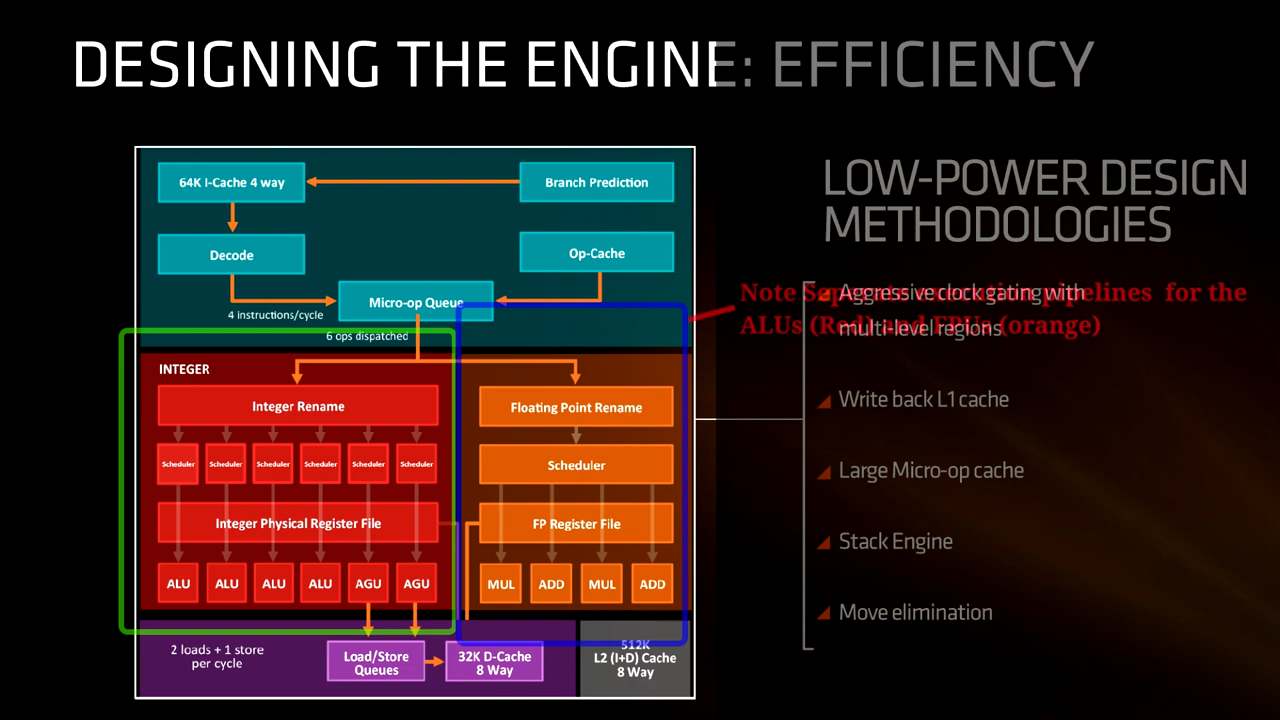 DESIGNING THE ENGINE: EFFICIENCY
64K I-Cache 4 way
Branch Prediction
Decode
Op-Cache
Micro-op Queue
4 instructions/cycle
6 ops dispatched
INTEGER
Integer Rename
Floating Point Rename
Scheduler
Scheduler
Scheduler
Scheduler
Scheduler
Scheduler
Scheduler
Integer Physical Register File
FP Register File
ALU
ALU
ALU
ALU
AGU
AGU
MUL
ADD
MUL
ADD
2 loads + 1 store
per cycle
Load/Store
Queues
32K D-Cache
8 Way
512K
L2 (I+D) Cache
8 Way
LOW-POWER DESIGN
METHODOLOGIES
Note pipelines for the
ALUs (Red) and FPUs (orange)
Aggressive clock gating with
multi-level regions
Write back L1 cache
Large Micro-op cache
Stack Engine
Move elimination